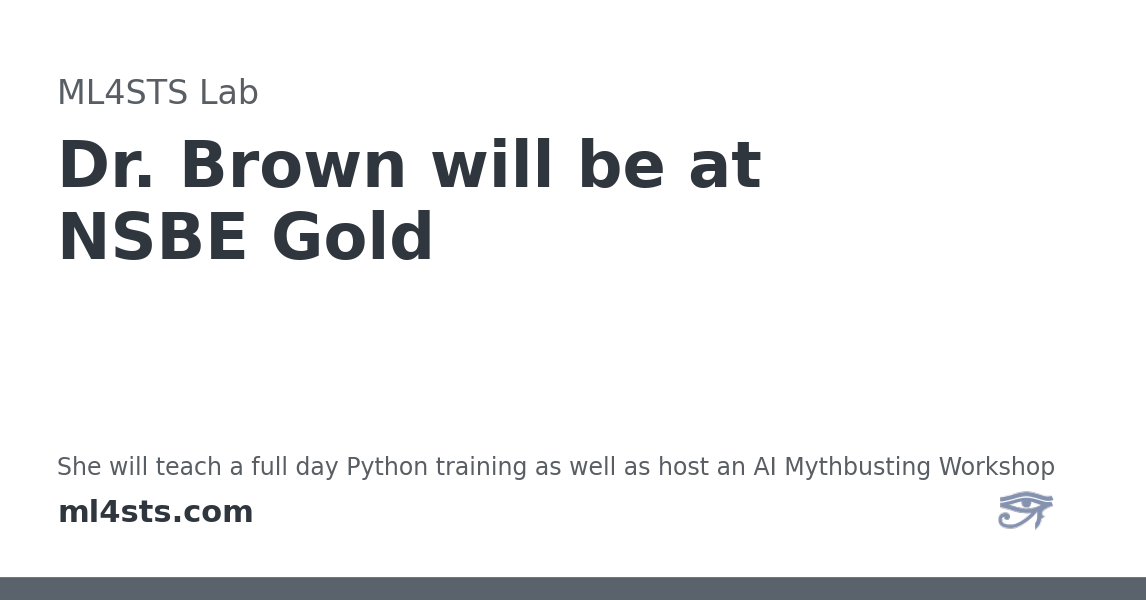 ML4STS Lab
Dr. Brown will be at
NSBE Gold
She will teach a full day Python training as well as host an AI Mythbusting Workshop
ml4sts.com